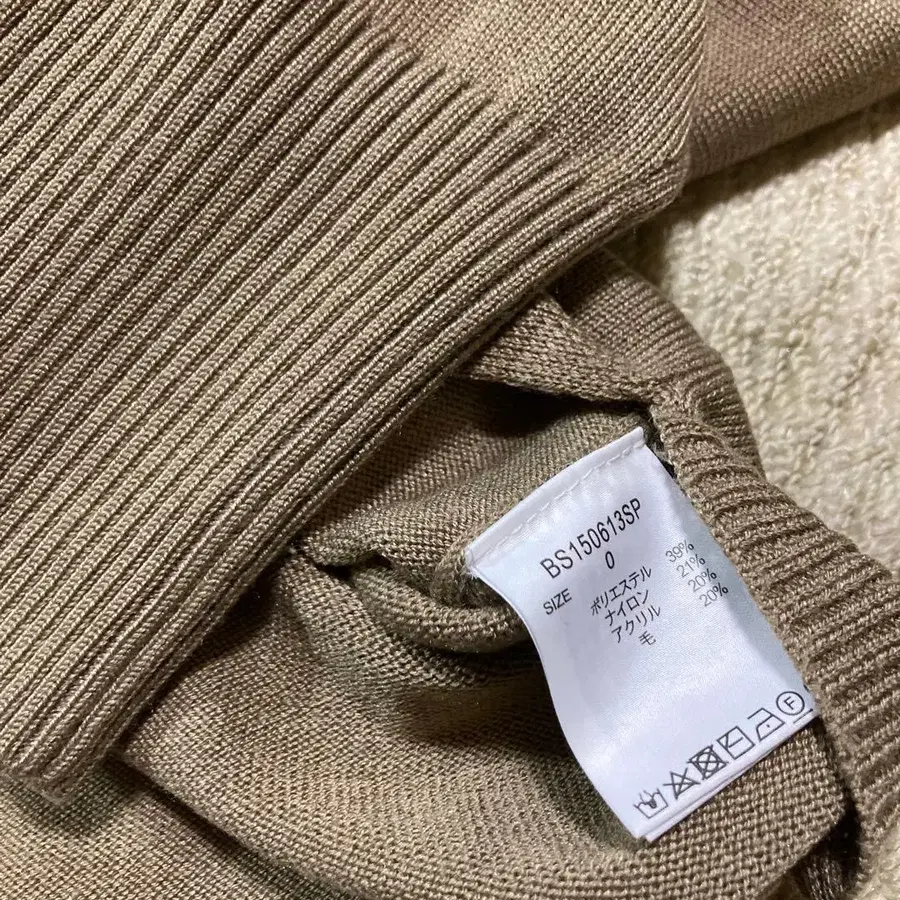 BS150613SP
SIZE 0
ポリエステル 39%
ナイロン 21%
アクリル 20%
毛 20%
F